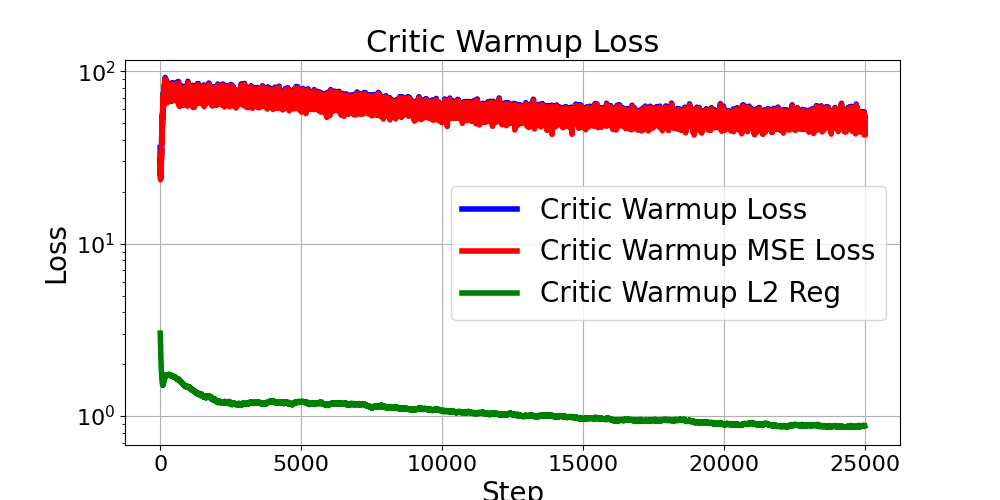 Critic Warmup Loss
Loss
10²
10¹
10⁰
Critic Warmup Loss
Critic Warmup MSE Loss
Critic Warmup L2 Reg
0 5000 10000 15000 20000 25000
Step